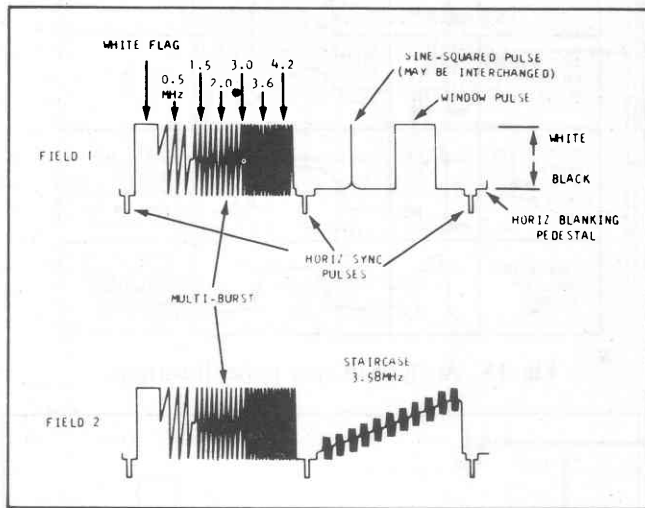 WHITE FLAG
0.5
MHz
1.5
2.0
3.0
3.6
4.2
SINE-SQUARED PULSE
(MAY BE INTERCHANGED)
WINDOW PULSE
FIELD 1
WHITE
BLACK
HORIZ BLANKING
PEDESTAL
HORIZ SYNC
PULSES
MULTI-BURST
STAIRCASE
3.58MHz
FIELD 2